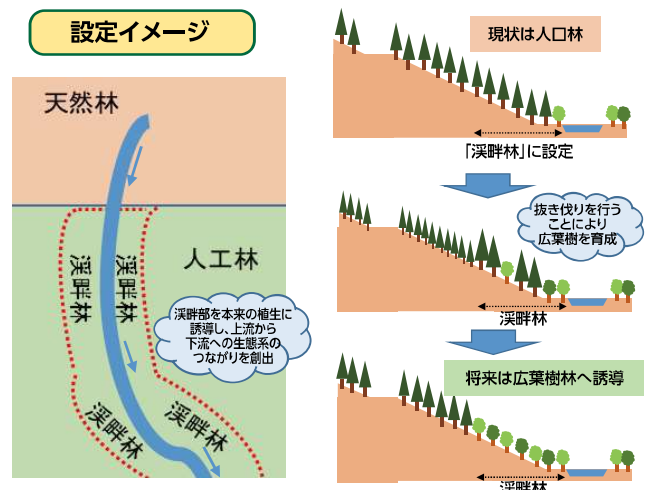 設定イメージ
天然林
人工林
渓畔林
渓畔林
渓畔部を本来の植生に
誘導し、上流から
下流への生態系の
つながりを創出
渓畔林
渓畔林
現状は人口林
「渓畔林」に設定
抜き伐りを行う
ことにより
広葉樹を育成
渓畔林
将来は広葉樹林へ誘導
渓畔林